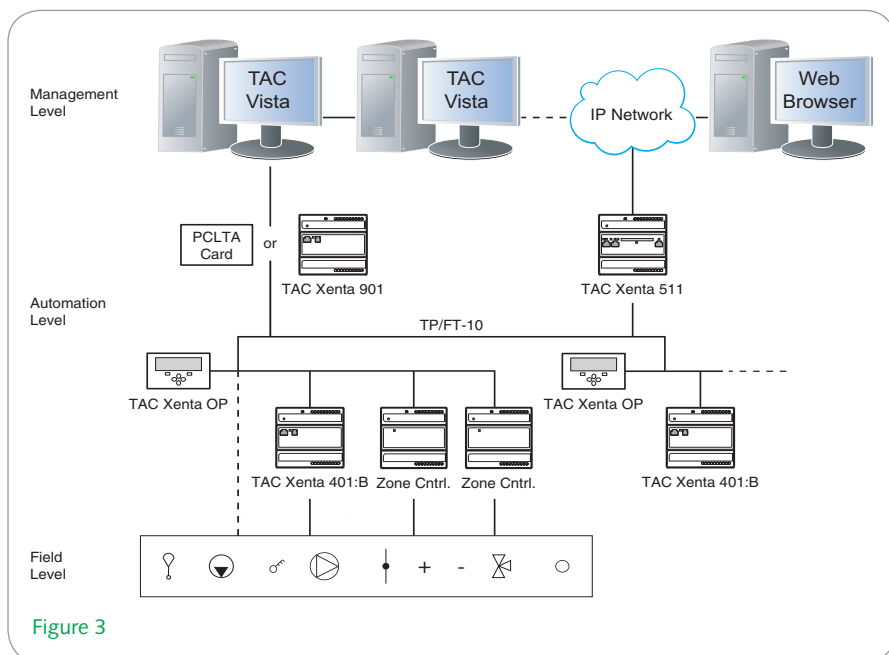 TAC
Vista
TAC
Vista
IP Network
Web
Browser
Management
Level
PCLTA
Card
or
TAC Xenta 901
TAC Xenta 511
Automation
Level
TP/FT-10
TAC Xenta OP
TAC Xenta OP
TAC Xenta 401:B
Zone Cntrl.
Zone Cntrl.
TAC Xenta 401:B
Field
Level
+
-
Figure 3